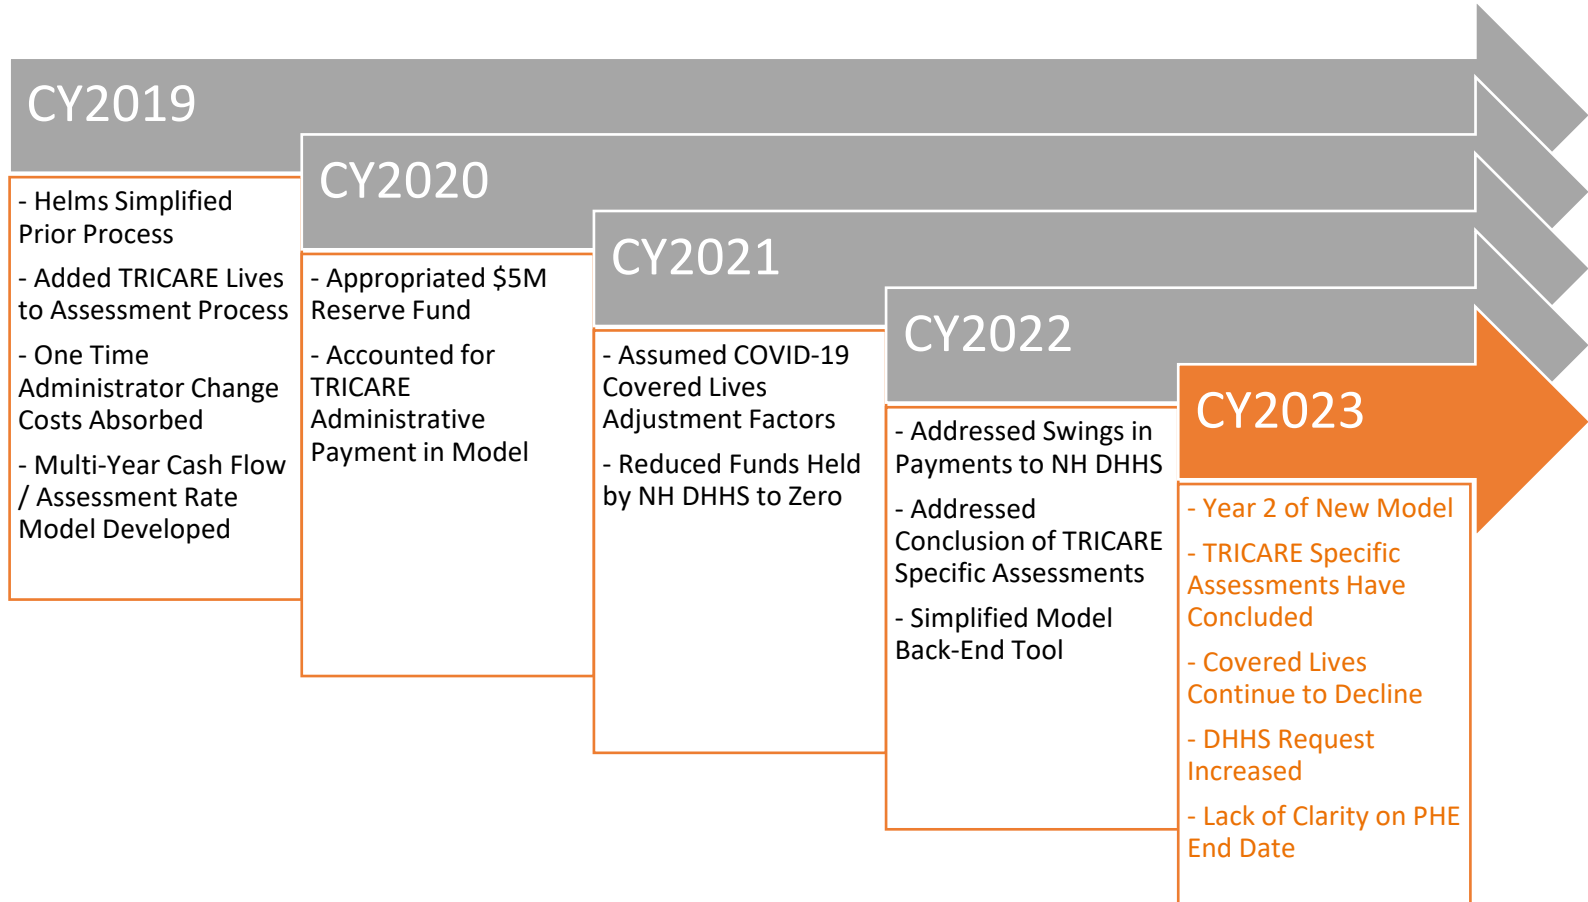 CY2019
- Helms Simplified
Prior Process
- Added TRICARE Lives
to Assessment Process
- One Time
Administrator Change
Costs Absorbed
- Multi-Year Cash Flow
/ Assessment Rate
Model Developed
CY2020
- Appropriated $5M
Reserve Fund
- Accounted for
TRICARE
Administrative
Payment in Model
CY2021
- Assumed COVID-19
Covered Lives
Adjustment Factors
- Reduced Funds Held
by NH DHHS to Zero
CY2022
- Addressed Swings in
Payments to NH DHHS
- Addressed
Conclusion of TRICARE
Specific Assessments
- Simplified Model
Back-End Tool
CY2023
- Year 2 of New Model
- TRICARE Specific
Assessments Have
Concluded
- Covered Lives
Continue to Decline
- DHHS Request
Increased
- Lack of Clarity on PHE
End Date